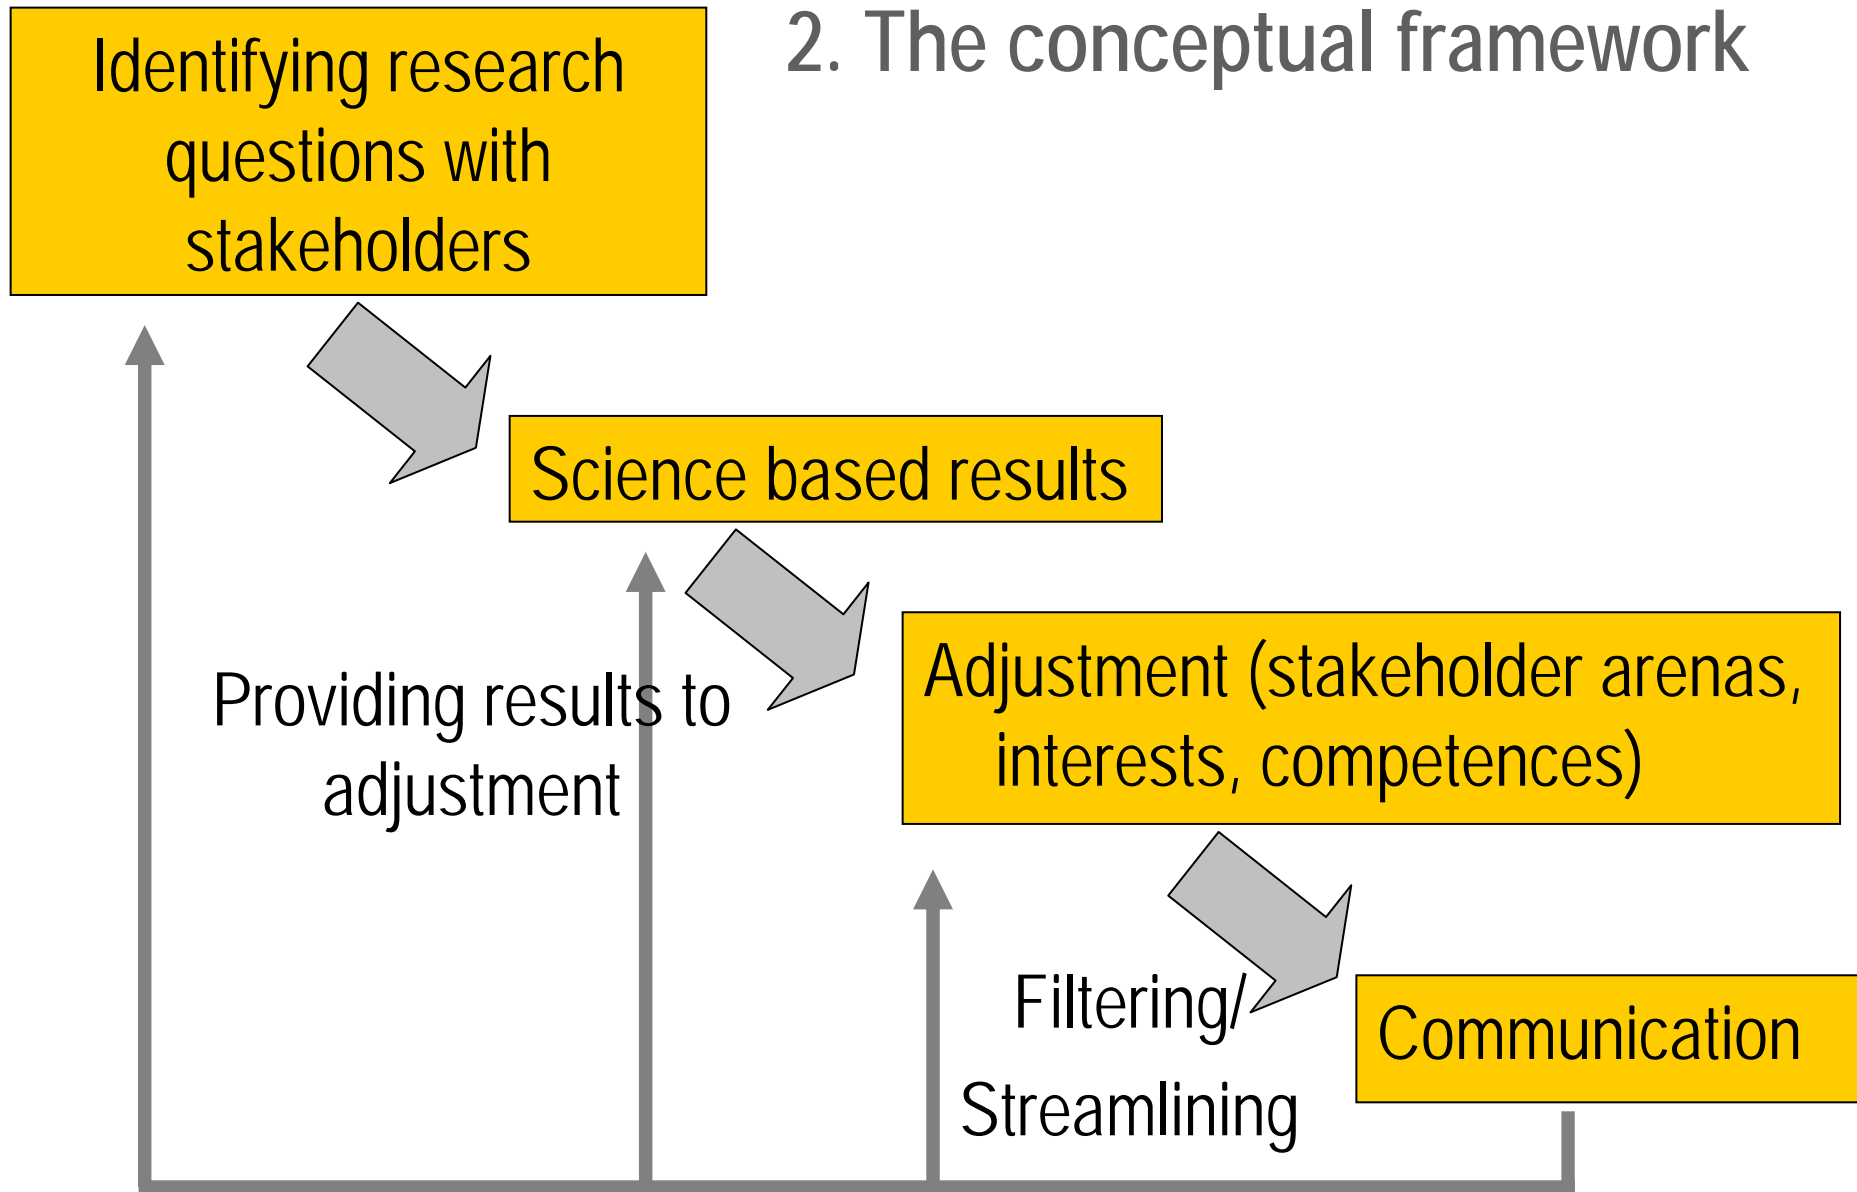 2. The conceptual framework
Identifying research
questions with
stakeholders
Science based results
Providing results to
adjustment
Adjustment (stakeholder arenas,
interests, competences)
Filtering/
Streamlining
Communication